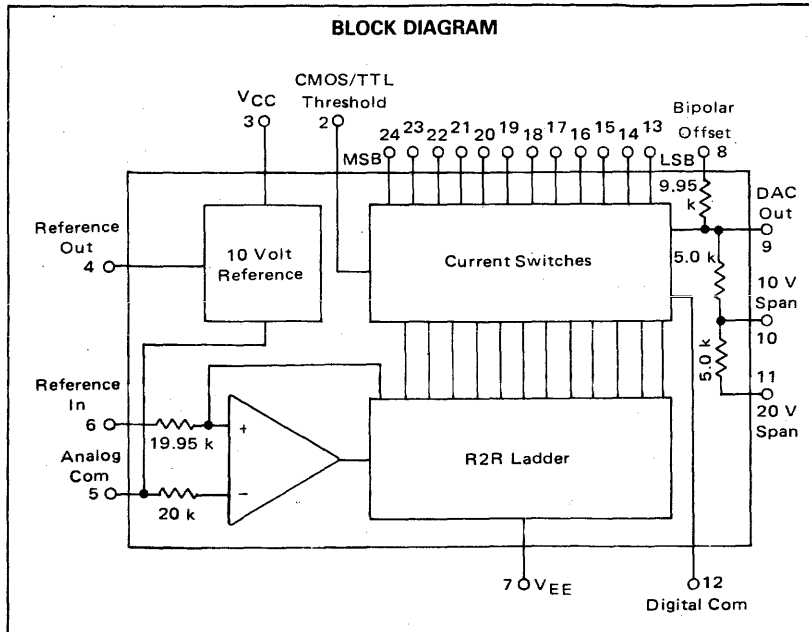 BLOCK DIAGRAM
CMOS/TTL
Threshold
2
VCC
3
24 23 22 21 20 19 18 17 16 15 14 13
MSB
LSB
Bipolar
Offset
8
9.95
k
DAC
Out
9
Reference
Out
4
10 Volt
Reference
Current Switches
5.0 k
10 V
Span
10
5.0 k
11
20 V
Span
Reference
In
6
19.95 k
+
Analog
Com
5
20 k
−
R2R Ladder
7 VEE
12
Digital Com